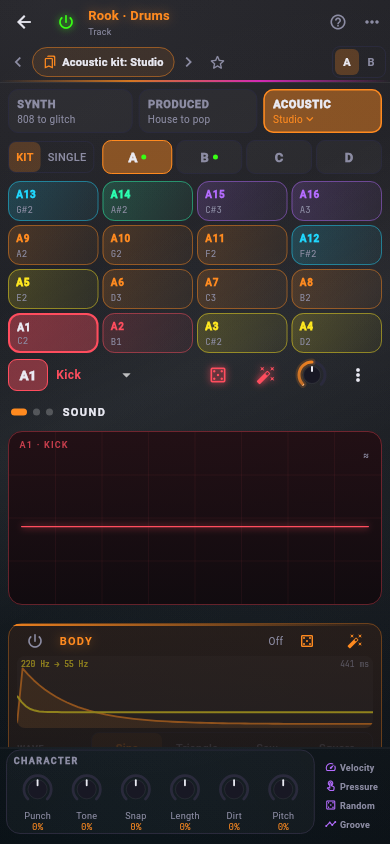 Rook · Drums
Track
Acoustic kit: Studio
A B
SYNTH
808 to glitch
PRODUCED
House to pop
ACOUSTIC
Studio
KIT SINGLE
A B C D
A13 A14 A15 A16
G#2 A#2 C#3 A3
A9 A10 A11 A12
A2 G2 F2 F#2
A5 A6 A7 A8
E2 D3 C3 B2
A1 A2 A3 A4
C2 B1 C#2 D2
A1 Kick
SOUND
A1 · KICK
≈
BODY Off
220 Hz → 55 Hz 441 ms
CHARACTER
Punch Tone Snap Length Dirt Pitch
0% 0% 0% 0% 0% 0%
Velocity
Pressure
Random
Groove